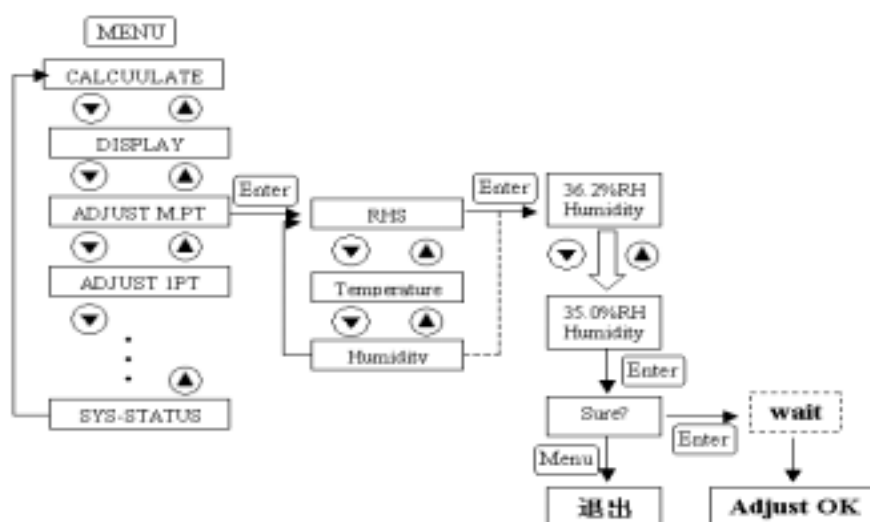 MENU
CALCUULATE
DISPLAY
ADJUST M.PT
ADJUST 1PT
SYS-STATUS
Enter
RHS
Temperature
Humidity
Enter
36.2%RH
Humidity
35.0%RH
Humidity
Enter
Sure?
Enter
wait
Menu
退出
Adjust OK